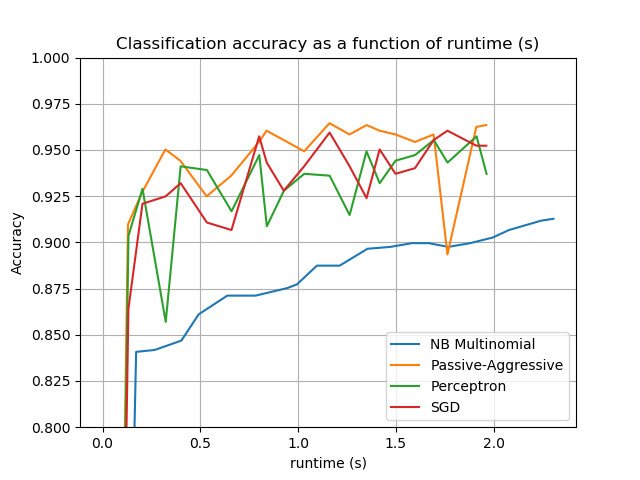 Classification accuracy as a function of runtime (s)
1.000
0.975
0.950
0.925
0.900
0.875
0.850
0.825
0.800
Accuracy
NB Multinomial
Passive-Aggressive
Perceptron
SGD
0.0 0.5 1.0 1.5 2.0
runtime (s)